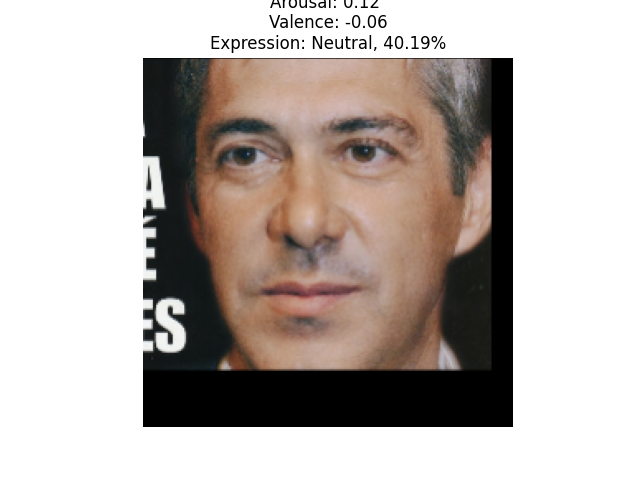 Arousal: 0.12
Valence: -0.06
Expression: Neutral, 40.19%
A
É
ES